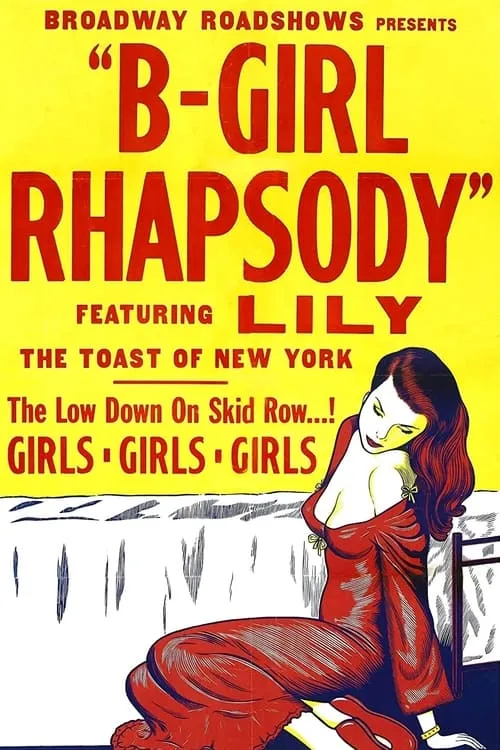 BROADWAY ROADSHOWS PRESENTS
"B-GIRL
RHAPSODY"
FEATURING LILY
THE TOAST OF NEW YORK
The Low Down On Skid Row...!
GIRLS · GIRLS · GIRLS